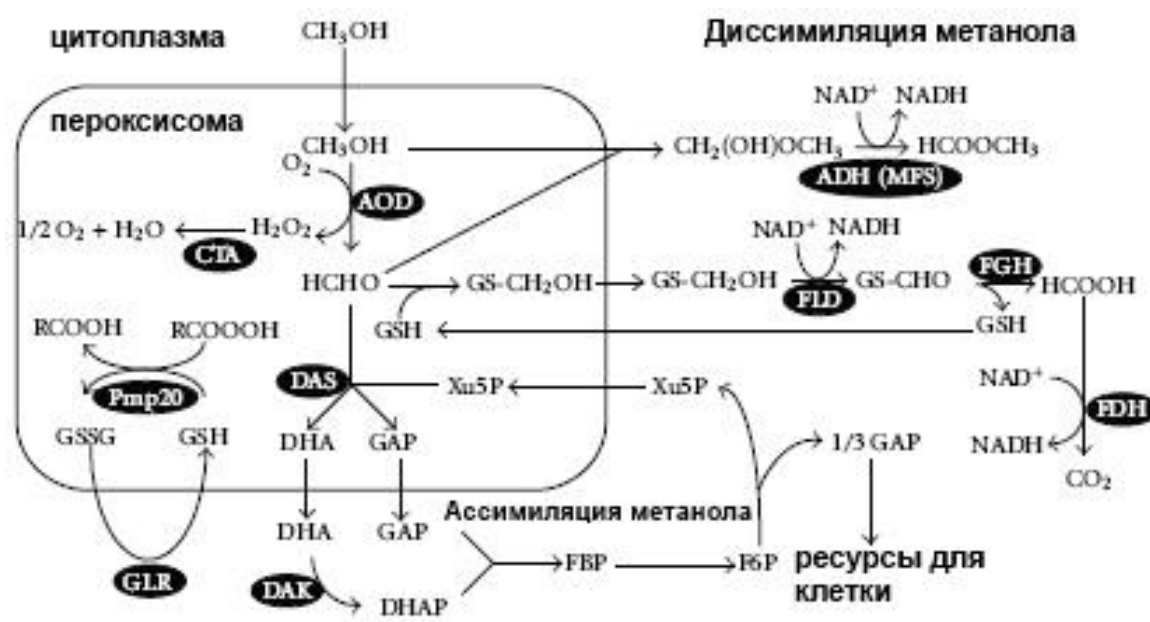 цитоплазма
CH₃OH
Диссимиляция метанола
пероксисома
NAD⁺ NADH
CH₃OH
CH₂(OH)OCH₃
HCOOCH₃
O₂
ADH (MFS)
AOD
1/2 O₂ + H₂O
H₂O₂
NAD⁺ NADH
CTA
FGH
HCHO
GS-CH₂OH
GS-CH₂OH
GS-CHO
HCOOH
FLD
RCOOH
RCOOOH
GSH
GSH
DAS
Xu5P
Xu5P
NAD⁺
Pmp20
FDH
GSSG
GSH
DHA
GAP
1/3 GAP
NADH
CO₂
Ассимиляция метанола
DHA
GAP
GLR
DAK
DHAP
FBP
F6P
ресурсы для
клетки